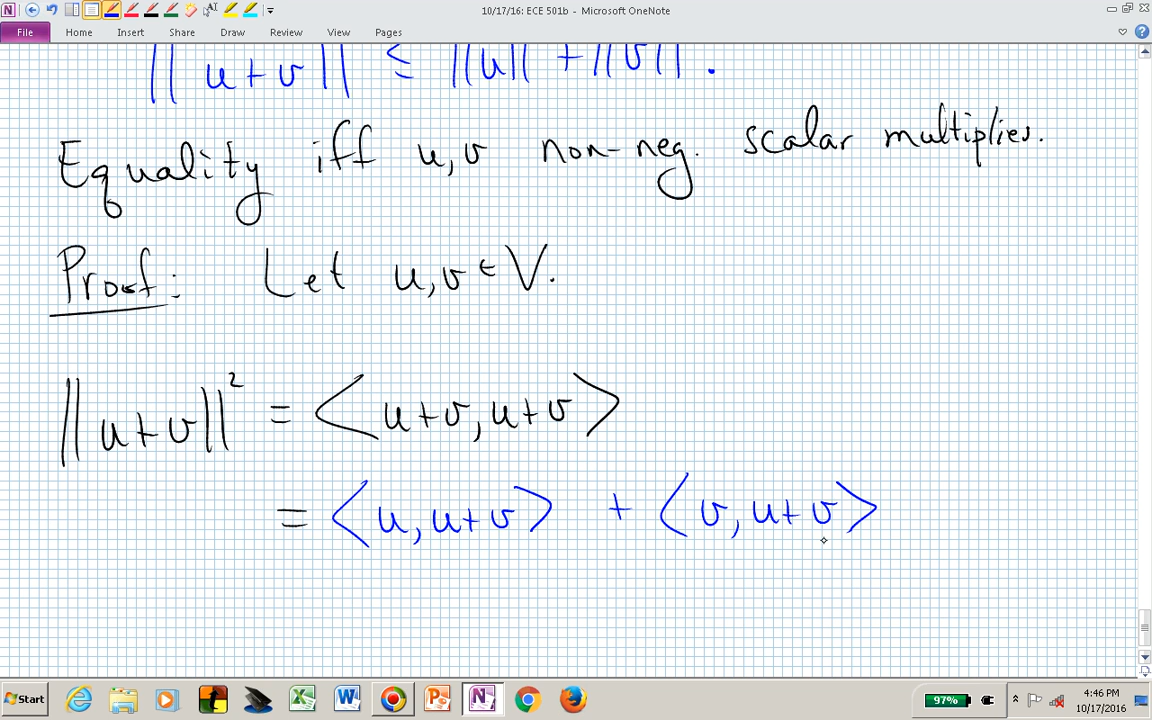 10/17/16: ECE 501b - Microsoft OneNote
File Home Insert Share Draw Review View Pages
||u+v|| ≤ ||u|| + ||v||.
Equality iff u,v non-neg. scalar multiplies.
Proof: Let u,v ∈ V.
||u+v||² = <u+v, u+v>
= <u, u+v> + <v, u+v>
Start
97%
4:46 PM
10/17/2016